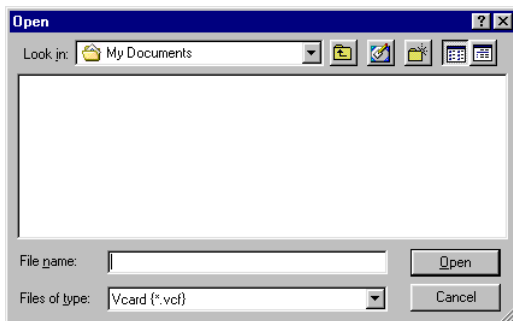 Open
Look in: My Documents
File name:
Open
Files of type: Vcard {*.vcf}
Cancel